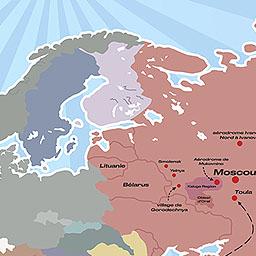 aérodrome Ivanovo
Nord à Ivanovo
Smolensk
Aérodrome de
Mukovnino
Lituanie
Yelnya
Moscou
Bélarus
Kaluga Region
Toula
Oblast
d'Orel
village de
Gorodechnya